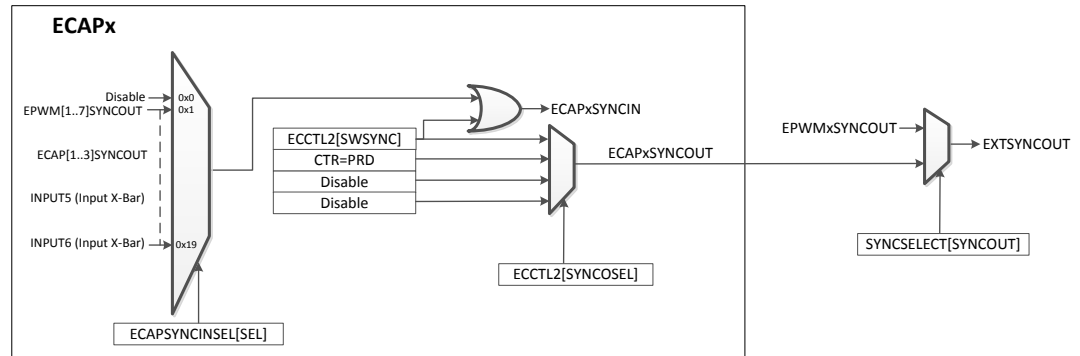 ECAPx
Disable
0x0
EPWM[1..7]SYNCOUT
0x1
ECAP[1..3]SYNCOUT
INPUT5 (Input X-Bar)
INPUT6 (Input X-Bar)
0x19
ECAPSYNCINSEL[SEL]
ECAPxSYNCIN
ECCTL2[SWSYNC]
CTR=PRD
Disable
Disable
ECAPxSYNCOUT
ECCTL2[SYNCOSEL]
EPWMxSYNCOUT
EXTSYNCOUT
SYNCSELECT[SYNCOUT]